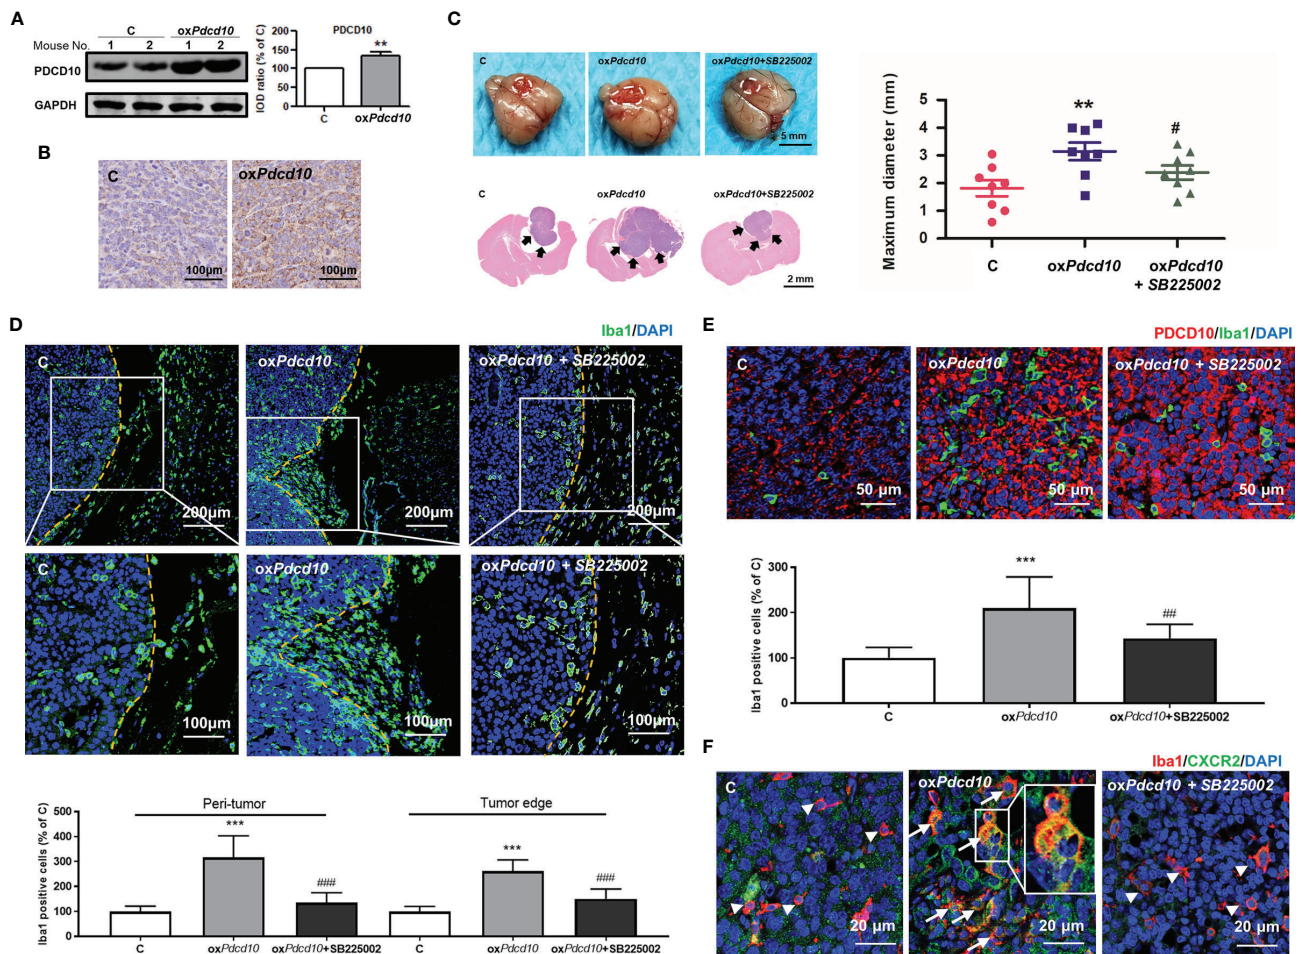 A
C oxPdcd10
Mouse No. 1 2 1 2
PDCD10
GAPDH
PDCD10
IOD ratio (% of C)
200
150
100
50
0
**
C oxPdcd10
B
C
100µm
oxPdcd10
100µm
C
C
oxPdcd10
oxPdcd10+SB225002
5 mm
C
oxPdcd10
oxPdcd10+SB225002
2 mm
Maximum diameter (mm)
5
4
3
2
1
0
**
#
C
oxPdcd10
oxPdcd10
+ SB225002
D
Iba1/DAPI
C
200µm
oxPdcd10
200µm
oxPdcd10 + SB225002
200µm
C
100µm
oxPdcd10
100µm
oxPdcd10 + SB225002
100µm
Iba1 positive cells (% of C)
500
400
300
200
100
0
Peri-tumor
Tumor edge
***
###
***
###
C oxPdcd10 oxPdcd10+SB225002 C oxPdcd10 oxPdcd10+SB225002
E
PDCD10/Iba1/DAPI
C
50 µm
oxPdcd10
50 µm
oxPdcd10 + SB225002
50 µm
Iba1 positive cells (% of C)
300
200
100
0
***
##
C oxPdcd10 oxPdcd10+SB225002
F
Iba1/CXCR2/DAPI
C
20 µm
oxPdcd10
20 µm
oxPdcd10 + SB225002
20 µm